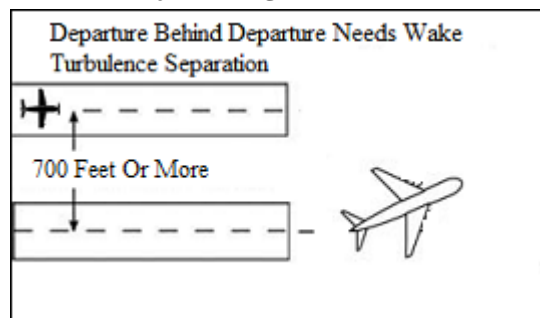 Departure Behind Departure Needs Wake
Turbulence Separation
700 Feet Or More